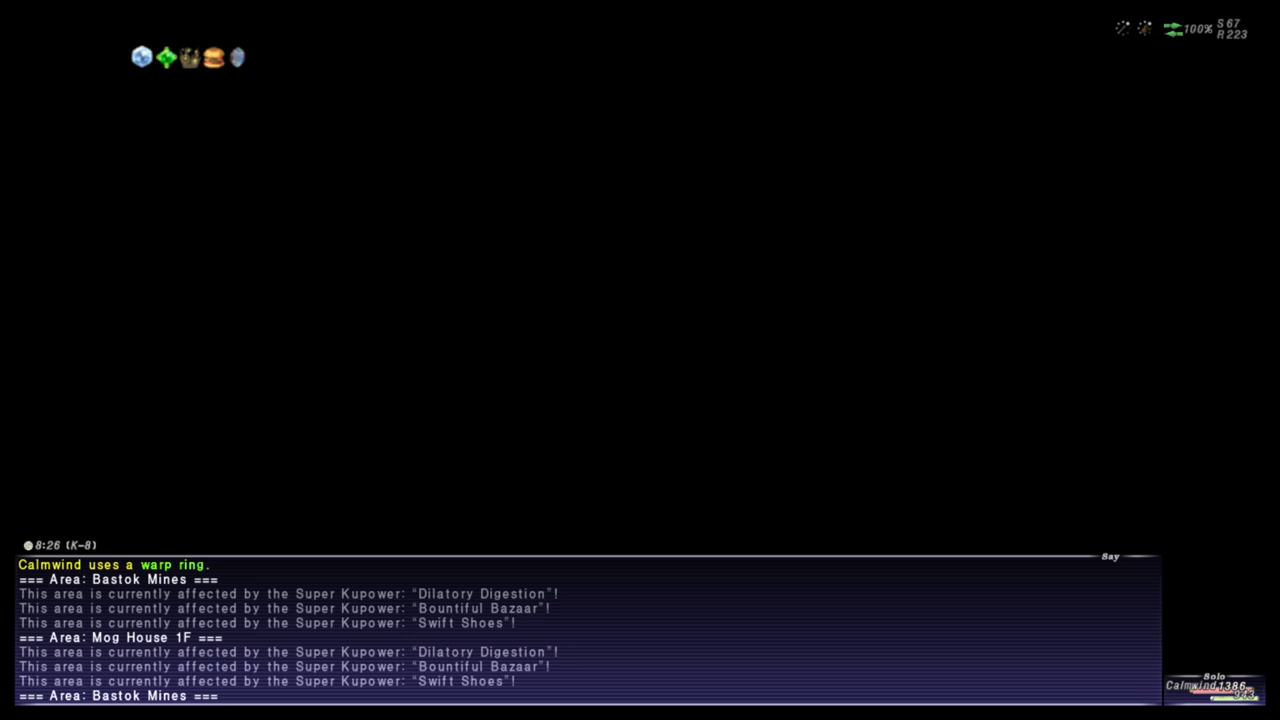 100% S 67
R 223
8:26 (K-8)
Say
Calmwind uses a warp ring.
=== Area: Bastok Mines ===
This area is currently affected by the Super Kupower: "Dilatory Digestion"!
This area is currently affected by the Super Kupower: "Bountiful Bazaar"!
This area is currently affected by the Super Kupower: "Swift Shoes"!
=== Area: Mog House 1F ===
This area is currently affected by the Super Kupower: "Dilatory Digestion"!
This area is currently affected by the Super Kupower: "Bountiful Bazaar"!
This area is currently affected by the Super Kupower: "Swift Shoes"!
=== Area: Bastok Mines ===
Solo
Calmwind 1386